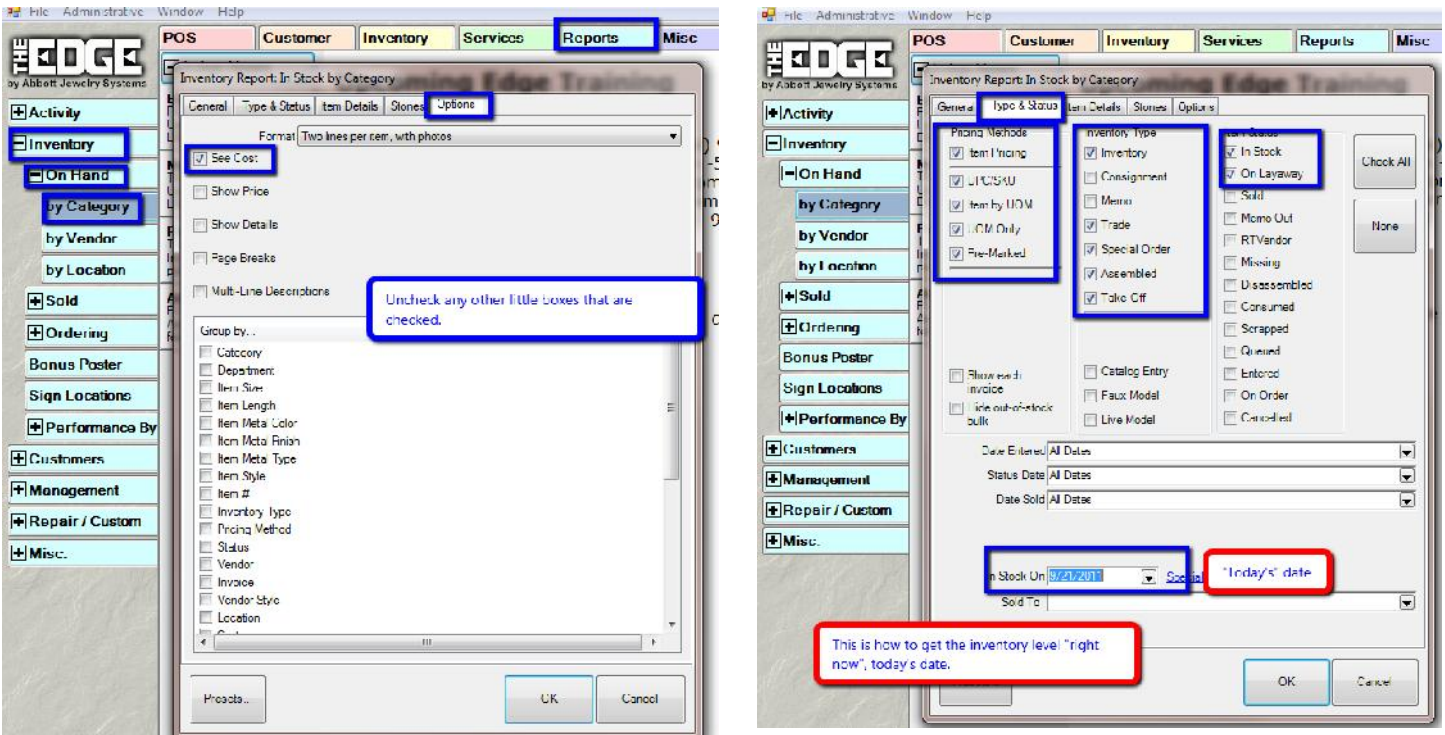 File Administrative Window Help
THE EDGE
by Abbott Jewelry Systems
POS Customer Inventory Services Reports Misc
Inventory Report: In Stock by Category
General Type & Status Item Details Stones Options
Format Two lines per item, with photos
See Cost
Show Price
Show Details
Page Breaks
Multi-Line Descriptions
Uncheck any other little boxes that are
checked.
Group by...
Category
Department
Item Size
Item Length
Item Metal Color
Item Metal Finish
Item Metal Type
Item Style
Item #
Inventory Type
Pricing Method
Status
Vendor
Invoice
Vendor Style
Location
Presets...
OK Cancel
Activity
Inventory
On Hand
by Category
by Vendor
by Location
Sold
Ordering
Bonus Poster
Sign Locations
Performance By
Customers
Management
Repair / Custom
Misc.
File Administrative Window Help
THE EDGE
by Abbott Jewelry Systems
POS Customer Inventory Services Reports Misc
Edge Training
Inventory Report: In Stock by Category
General Type & Status Item Details Stones Options
Pricing Methods
Item Pricing
UPC/SKU
Item by UOM
UOM Only
Pre-Marked
Show each
invoice
Hide out-of-stock
bulk
Inventory Type
Inventory
Consignment
Memo
Trade
Special Order
Assembled
Take Off
Catalog Entry
Faux Model
Live Model
Item Status
In Stock
On Layaway
Sold
Memo Out
RTVendor
Missing
Disassembled
Consumed
Scrapped
Queued
Entered
On Order
Cancelled
Check All
None
Date Entered All Dates
Status Date All Dates
Date Sold All Dates
In Stock On 9/21/2011
"Today's" date
Sold To
This is how to get the inventory level "right
now", today's date.
OK Cancel
Activity
Inventory
On Hand
by Category
by Vendor
by Location
Sold
Ordering
Bonus Poster
Sign Locations
Performance By
Customers
Management
Repair / Custom
Misc.